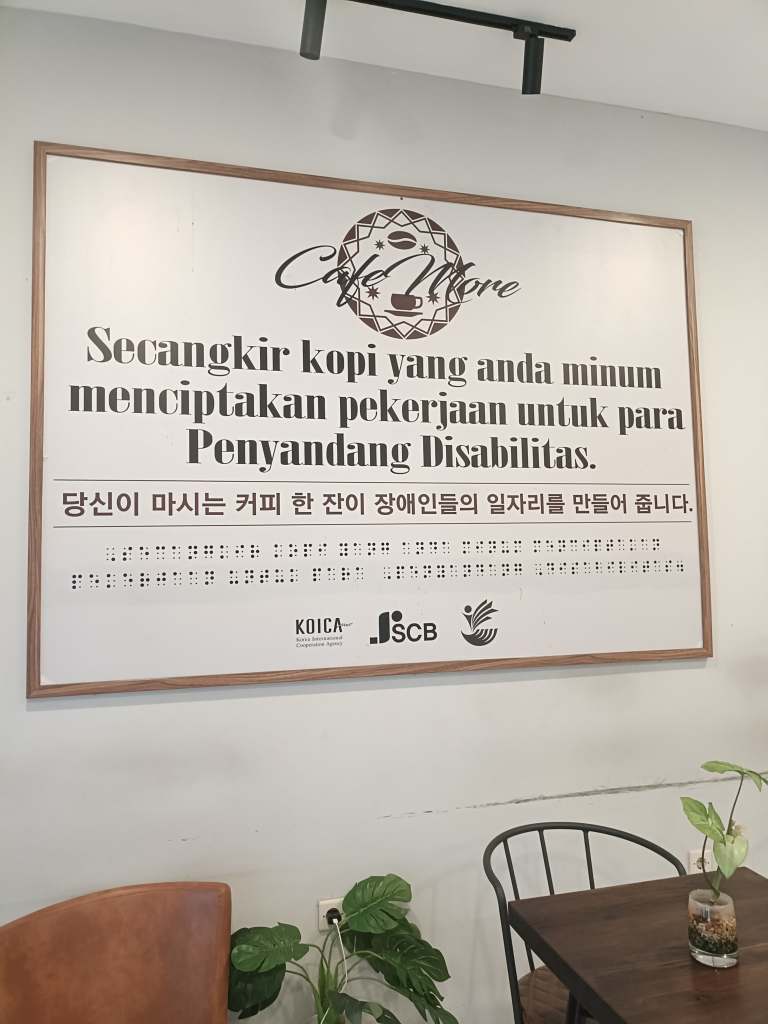 Cafe More
Secangkir kopi yang anda minum
menciptakan pekerjaan untuk para
Penyandang Disabilitas.
당신이 마시는 커피 한 잔이 장애인들의 일자리를 만들어 줍니다.
KOICA
Korea International
Cooperation Agency
SCB